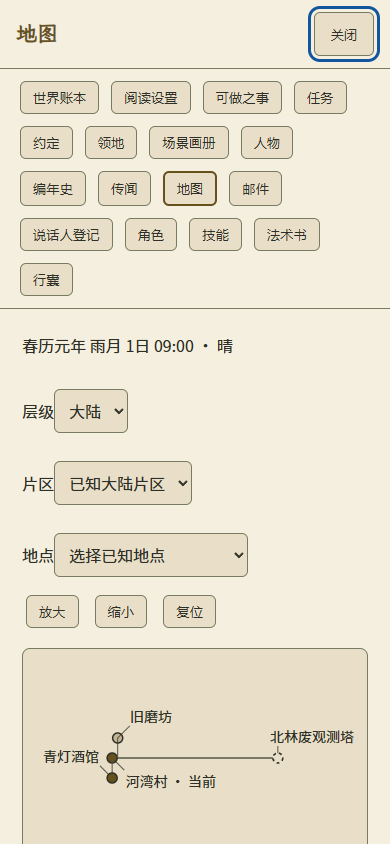 地图 关闭
世界账本 阅读设置 可做之事 任务
约定 领地 场景画册 人物
编年史 传闻 地图 邮件
说话人登记 角色 技能 法术书
行囊
春历元年 雨月 1日 09:00 · 晴
层级 大陆
片区 已知大陆片区
地点 选择已知地点
放大 缩小 复位
旧磨坊
北林废观测塔
青灯酒馆
河湾村 · 当前